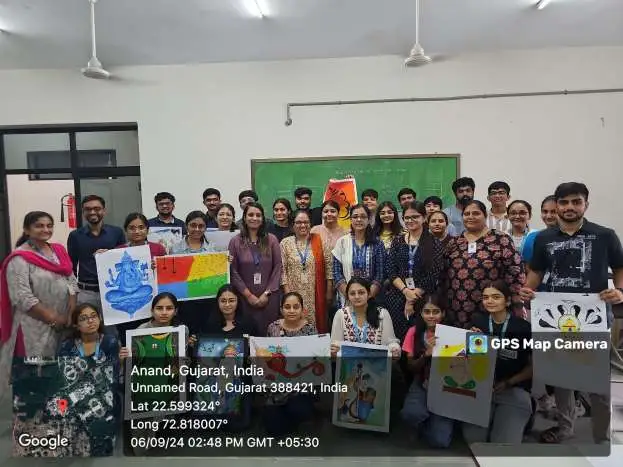 GPS Map Camera
Anand, Gujarat, India
Unnamed Road, Gujarat 388421, India
Lat 22.599324°
Long 72.818007°
06/09/24 02:48 PM GMT +05:30
Google